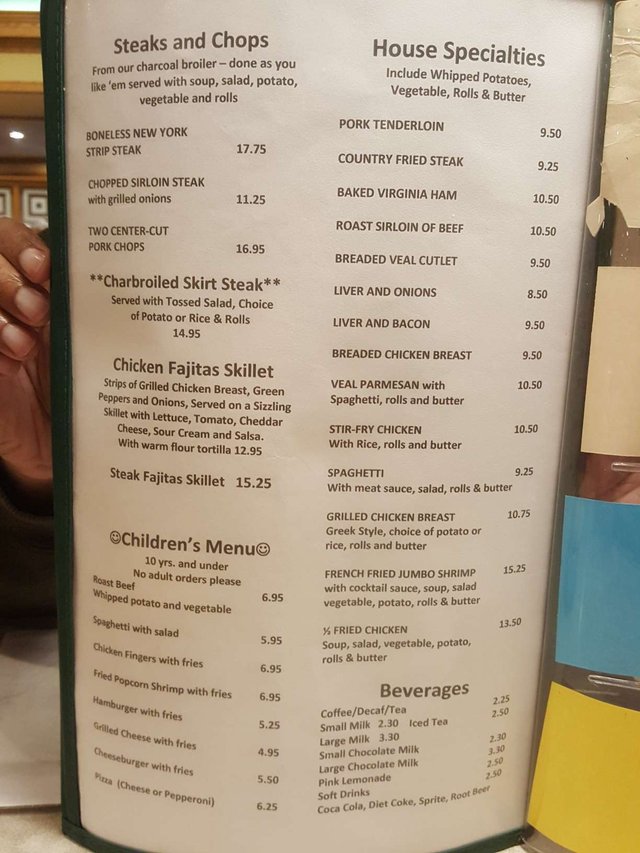 Steaks and Chops
From our charcoal broiler – done as you
like 'em served with soup, salad, potato,
vegetable and rolls
BONELESS NEW YORK
STRIP STEAK 17.75
CHOPPED SIRLOIN STEAK
with grilled onions 11.25
TWO CENTER-CUT
PORK CHOPS 16.95
**Charbroiled Skirt Steak**
Served with Tossed Salad, Choice
of Potato or Rice & Rolls
14.95
Chicken Fajitas Skillet
Strips of Grilled Chicken Breast, Green
Peppers and Onions, Served on a Sizzling
Skillet with Lettuce, Tomato, Cheddar
Cheese, Sour Cream and Salsa.
With warm flour tortilla 12.95
Steak Fajitas Skillet 15.25
☺Children's Menu☺
10 yrs. and under
No adult orders please
Roast Beef
Whipped potato and vegetable 6.95
Spaghetti with salad 5.95
Chicken Fingers with fries 6.95
Fried Popcorn Shrimp with fries 6.95
Hamburger with fries 5.25
Grilled Cheese with fries 4.95
Cheeseburger with fries 5.50
Pizza (Cheese or Pepperoni) 6.25
House Specialties
Include Whipped Potatoes,
Vegetable, Rolls & Butter
PORK TENDERLOIN 9.50
COUNTRY FRIED STEAK 9.25
BAKED VIRGINIA HAM 10.50
ROAST SIRLOIN OF BEEF 10.50
BREADED VEAL CUTLET 9.50
LIVER AND ONIONS 8.50
LIVER AND BACON 9.50
BREADED CHICKEN BREAST 9.50
VEAL PARMESAN with 10.50
Spaghetti, rolls and butter
STIR-FRY CHICKEN 10.50
With Rice, rolls and butter
SPAGHETTI 9.25
With meat sauce, salad, rolls & butter
GRILLED CHICKEN BREAST 10.75
Greek Style, choice of potato or
rice, rolls and butter
FRENCH FRIED JUMBO SHRIMP 15.25
with cocktail sauce, soup, salad
vegetable, potato, rolls & butter
½ FRIED CHICKEN 13.50
Soup, salad, vegetable, potato,
rolls & butter
Beverages
Coffee/Decaf/Tea 2.25
Small Milk 2.30 Iced Tea 2.50
Large Milk 3.30
Small Chocolate Milk 2.30
Large Chocolate Milk 3.30
Pink Lemonade 2.50
Soft Drinks 2.50
Coca Cola, Diet Coke, Sprite, Root Beer